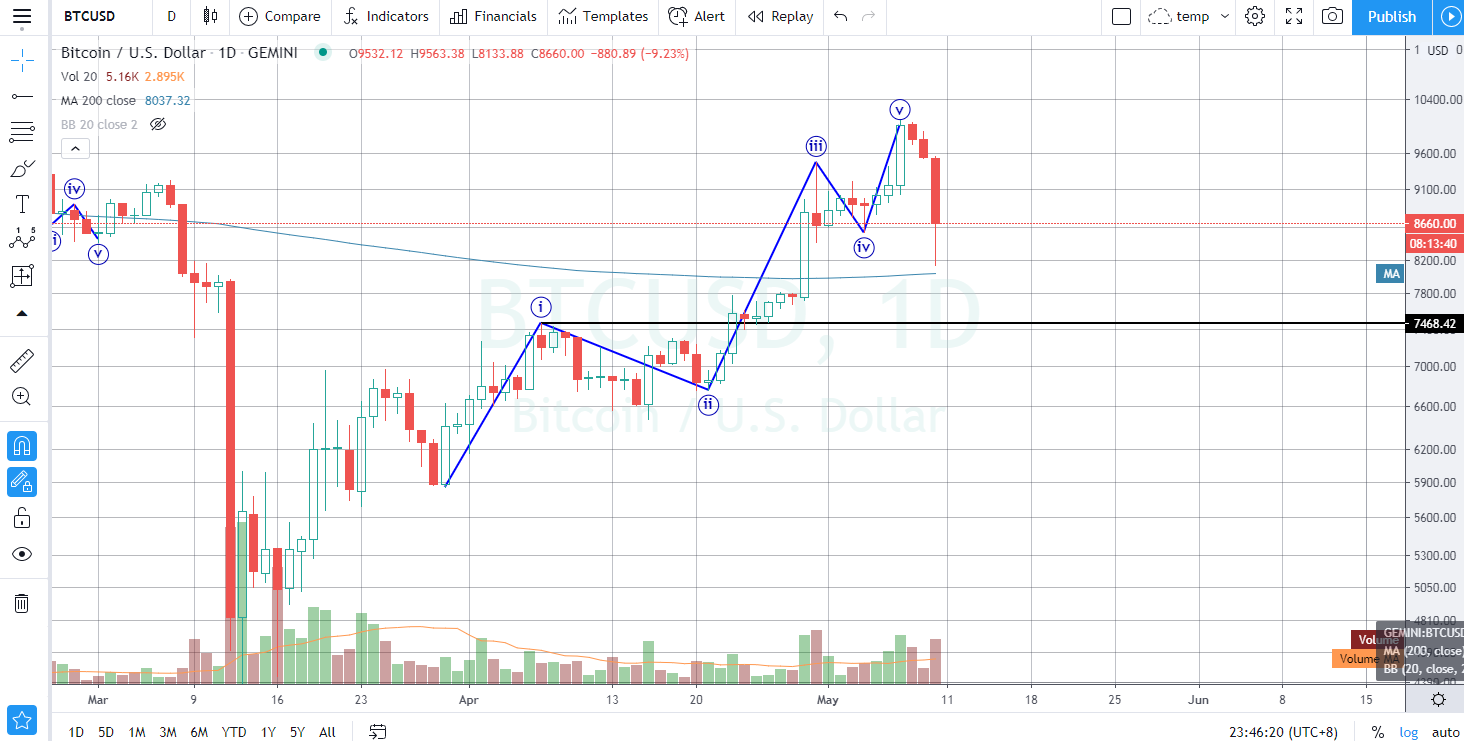 BTCUSD D Compare Indicators Financials Templates Alert Replay temp Publish
Bitcoin / U.S. Dollar · 1D · GEMINI O9532.12 H9563.38 L8133.88 C8660.00 −880.89 (−9.23%)
1 USD 0
Vol 20 5.16K 2.895K
MA 200 close 8037.32
BB 20 close 2
10400.00
v
iii
9600.00
iv
9100.00
8660.00
08:13:40
i
v
iv
8200.00
MA
BTCUSD, 1D
7800.00
i
7468.42
7000.00
ii
6600.00
Bitcoin / U.S. Dollar
6200.00
5900.00
5600.00
5300.00
5050.00
4810.00
GEMINI:BTCUSD
Volume
MA (200, close)
Volume MA
BB (20, close, 2
Mar 9 16 23 Apr 13 20 May 11 18 25 Jun 8 15
1D 5D 1M 3M 6M YTD 1Y 5Y All 23:46:20 (UTC+8) % log auto